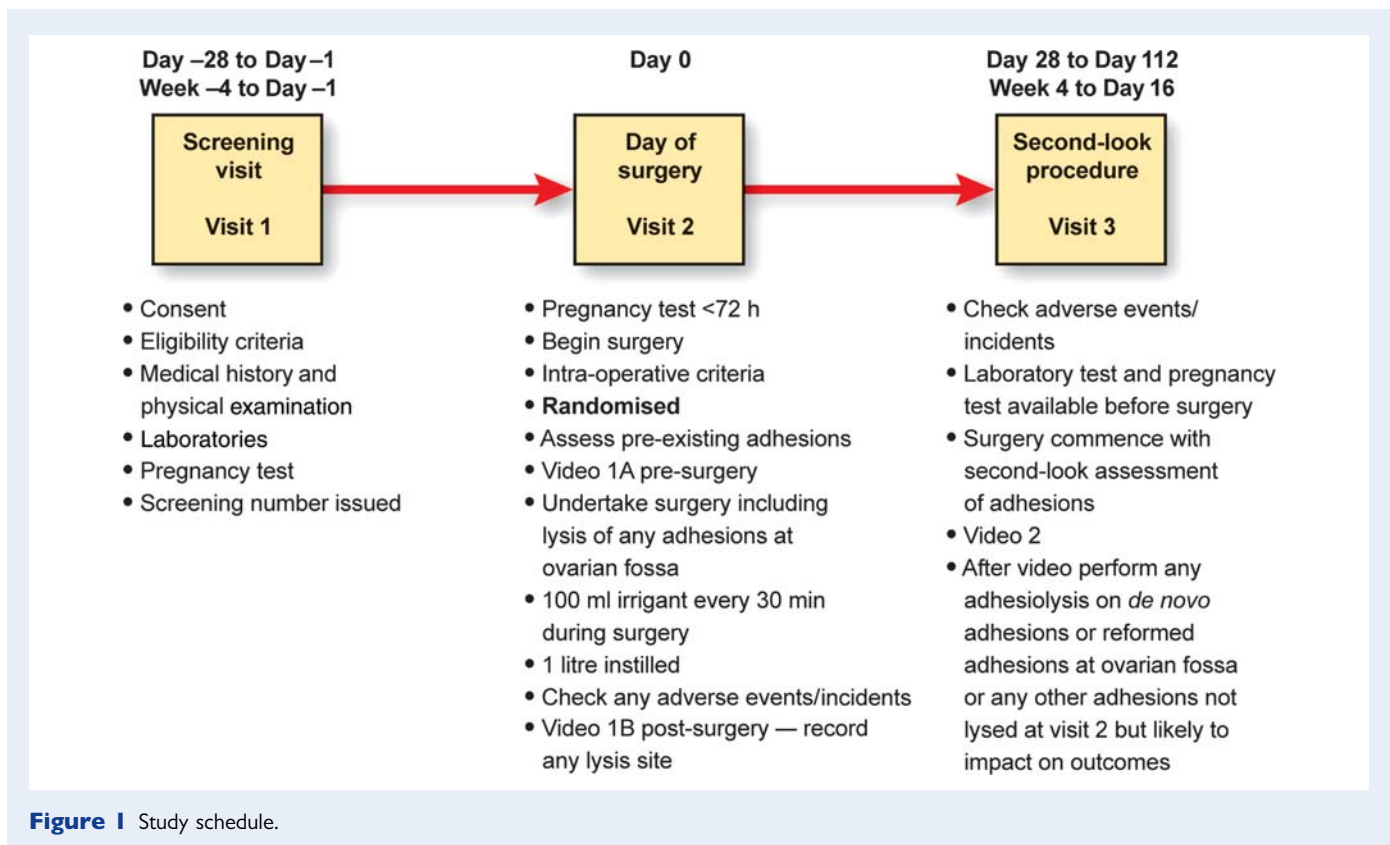 Day –28 to Day–1
Week –4 to Day –1
Screening
visit
Visit 1
• Consent
• Eligibility criteria
• Medical history and
physical examination
• Laboratories
• Pregnancy test
• Screening number issued
Day 0
Day of
surgery
Visit 2
• Pregnancy test <72 h
• Begin surgery
• Intra-operative criteria
• Randomised
• Assess pre-existing adhesions
• Video 1A pre-surgery
• Undertake surgery including
lysis of any adhesions at
ovarian fossa
• 100 ml irrigant every 30 min
during surgery
• 1 litre instilled
• Check any adverse events/incidents
• Video 1B post-surgery — record
any lysis site
Day 28 to Day 112
Week 4 to Day 16
Second-look
procedure
Visit 3
• Check adverse events/
incidents
• Laboratory test and pregnancy
test available before surgery
• Surgery commence with
second-look assessment
of adhesions
• Video 2
• After video perform any
adhesiolysis on de novo
adhesions or reformed
adhesions at ovarian fossa
or any other adhesions not
lysed at visit 2 but likely to
impact on outcomes
Figure 1 Study schedule.